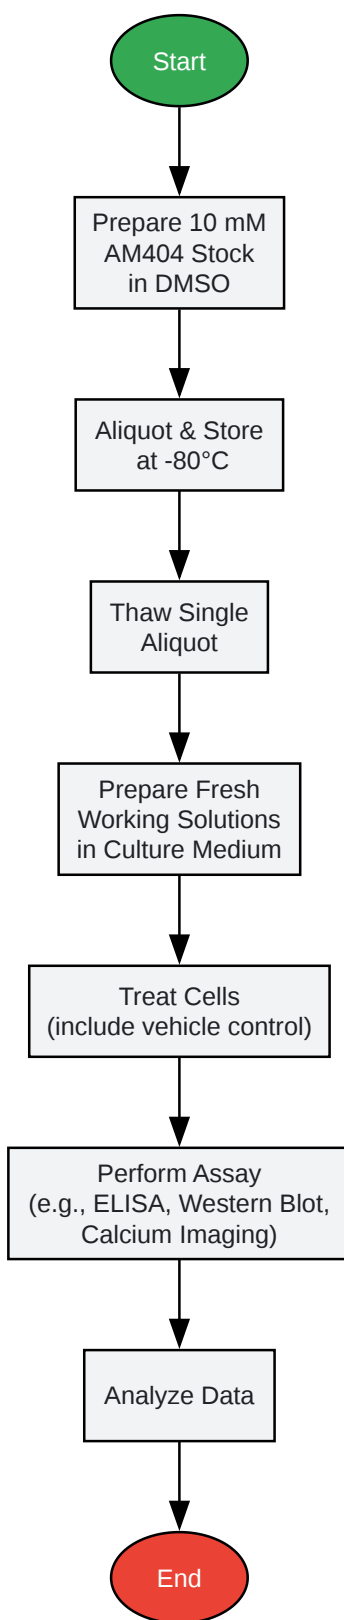 Start
Prepare 10 mM
AM404 Stock
in DMSO
Aliquot & Store
at -80°C
Thaw Single
Aliquot
Prepare Fresh
Working Solutions
in Culture Medium
Treat Cells
(include vehicle control)
Perform Assay
(e.g., ELISA, Western Blot,
Calcium Imaging)
Analyze Data
End